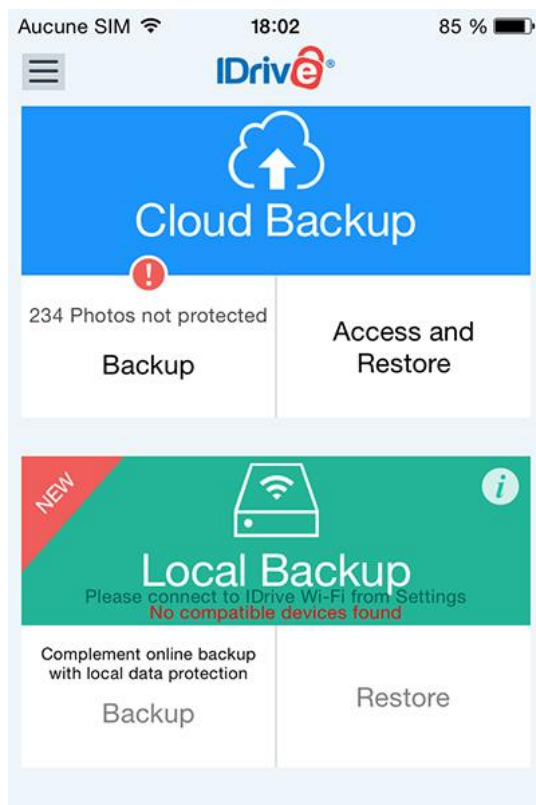 Aucune SIM 18:02 85 %
IDrive®
Cloud Backup
!
234 Photos not protected
Backup
Access and
Restore
NEW
i
Local Backup
Please connect to IDrive Wi-Fi from Settings
No compatible devices found
Complement online backup
with local data protection
Backup
Restore